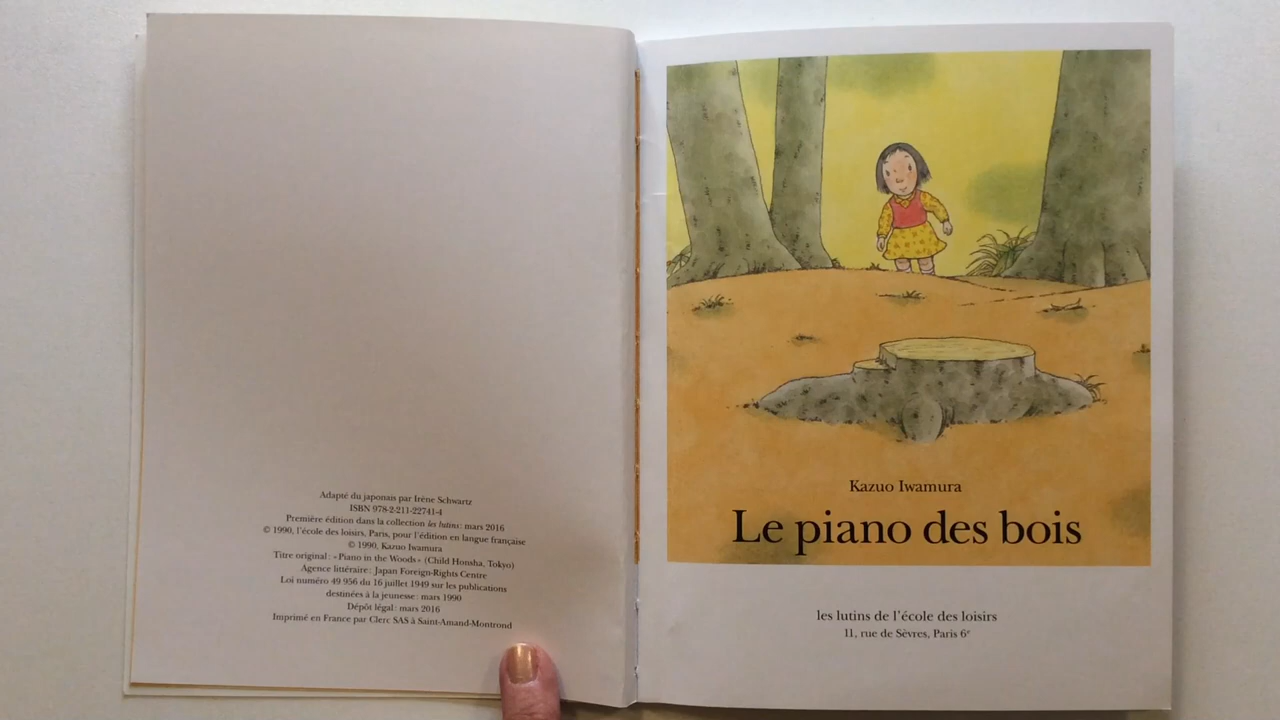 Adapté du japonais par Irène Schwartz
ISBN 978-2-211-22741-4
Première édition dans la collection les lutins : mars 2016
© 1990, l'école des loisirs, Paris, pour l'édition en langue française
© 1990, Kazuo Iwamura
Titre original : « Piano in the Woods » (Child Honsha, Tokyo)
Agence littéraire : Japan Foreign-Rights Centre
Loi numéro 49 956 du 16 juillet 1949 sur les publications
destinées à la jeunesse : mars 1990
Dépôt légal : mars 2016
Imprimé en France par Clerc SAS à Saint-Amand-Montrond
Kazuo Iwamura
Le piano des bois
les lutins de l'école des loisirs
11, rue de Sèvres, Paris 6e